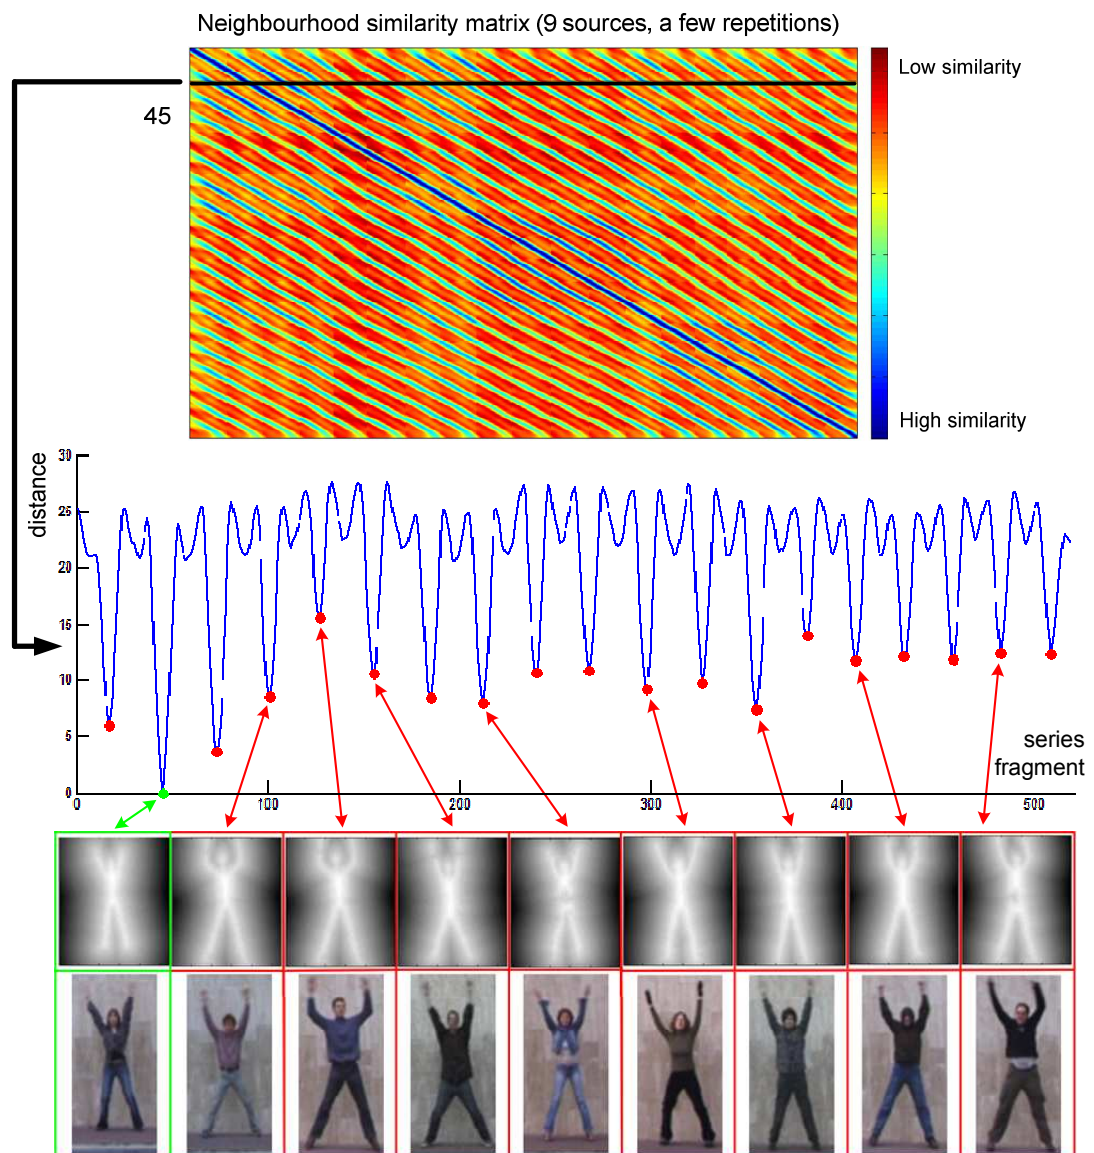 Neighbourhood similarity matrix (9 sources, a few repetitions)
Low similarity
45
High similarity
distance
30
25
20
15
10
5
0
series
fragment
0 100 200 300 400 500